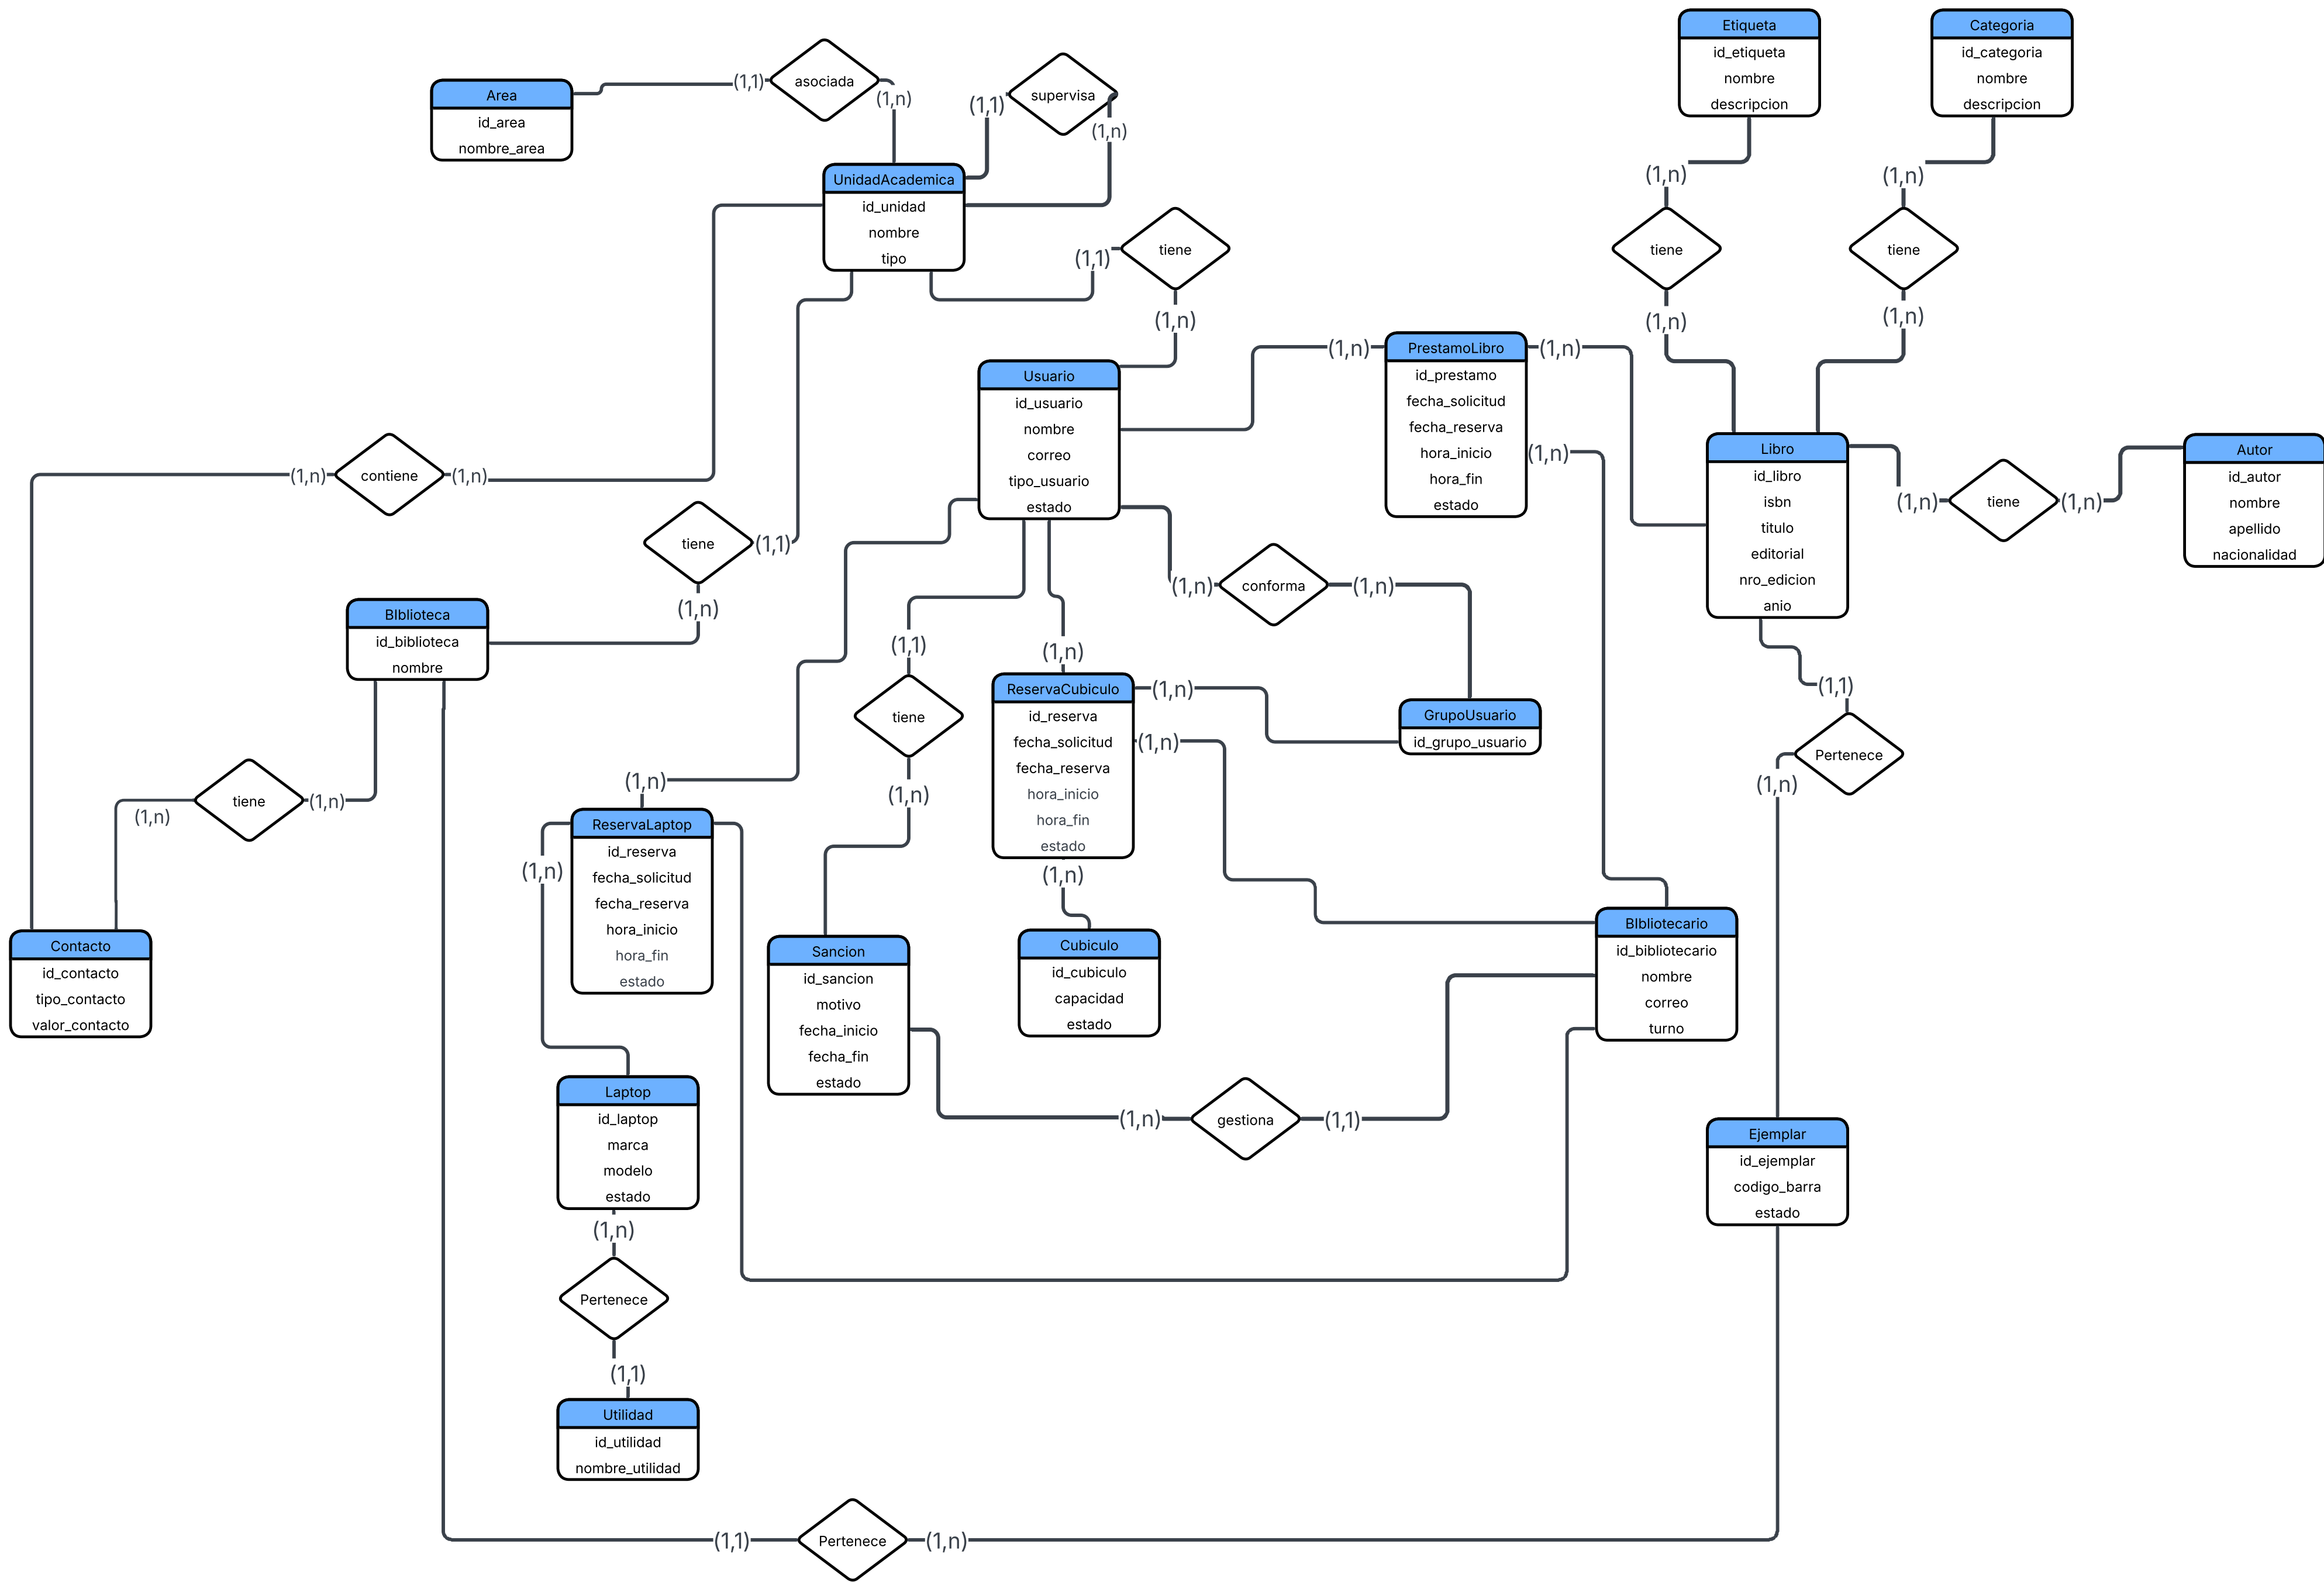 Etiqueta
id_etiqueta
nombre
descripcion
Categoria
id_categoria
nombre
descripcion
Area
id_area
nombre_area
(1,1)
asociada
(1,n)
(1,1)
supervisa
(1,n)
UnidadAcademica
id_unidad
nombre
tipo
(1,1)
tiene
(1,n)
(1,n)
tiene
(1,n)
(1,n)
tiene
(1,n)
Usuario
id_usuario
nombre
correo
tipo_usuario
estado
(1,n)
PrestamoLibro
id_prestamo
fecha_solicitud
fecha_reserva
hora_inicio
hora_fin
estado
(1,n)
(1,n)
Libro
id_libro
isbn
titulo
editorial
nro_edicion
anio
(1,n)
tiene
(1,n)
Autor
id_autor
nombre
apellido
nacionalidad
(1,n)
contiene
(1,n)
tiene
(1,1)
(1,n)
BIblioteca
id_biblioteca
nombre
(1,n)
conforma
(1,n)
(1,1)
tiene
(1,n)
(1,n)
ReservaCubiculo
id_reserva
fecha_solicitud
fecha_reserva
hora_inicio
hora_fin
estado
(1,n)
(1,n)
(1,n)
GrupoUsuario
id_grupo_usuario
(1,1)
Pertenece
(1,n)
(1,n)
tiene
(1,n)
(1,n)
ReservaLaptop
id_reserva
fecha_solicitud
fecha_reserva
hora_inicio
hora_fin
estado
(1,n)
Contacto
id_contacto
tipo_contacto
valor_contacto
Sancion
id_sancion
motivo
fecha_inicio
fecha_fin
estado
Cubiculo
id_cubiculo
capacidad
estado
BIbliotecario
id_bibliotecario
nombre
correo
turno
Laptop
id_laptop
marca
modelo
estado
(1,n)
gestiona
(1,1)
Ejemplar
id_ejemplar
codigo_barra
estado
(1,n)
Pertenece
(1,1)
Utilidad
id_utilidad
nombre_utilidad
(1,1)
Pertenece
(1,n)